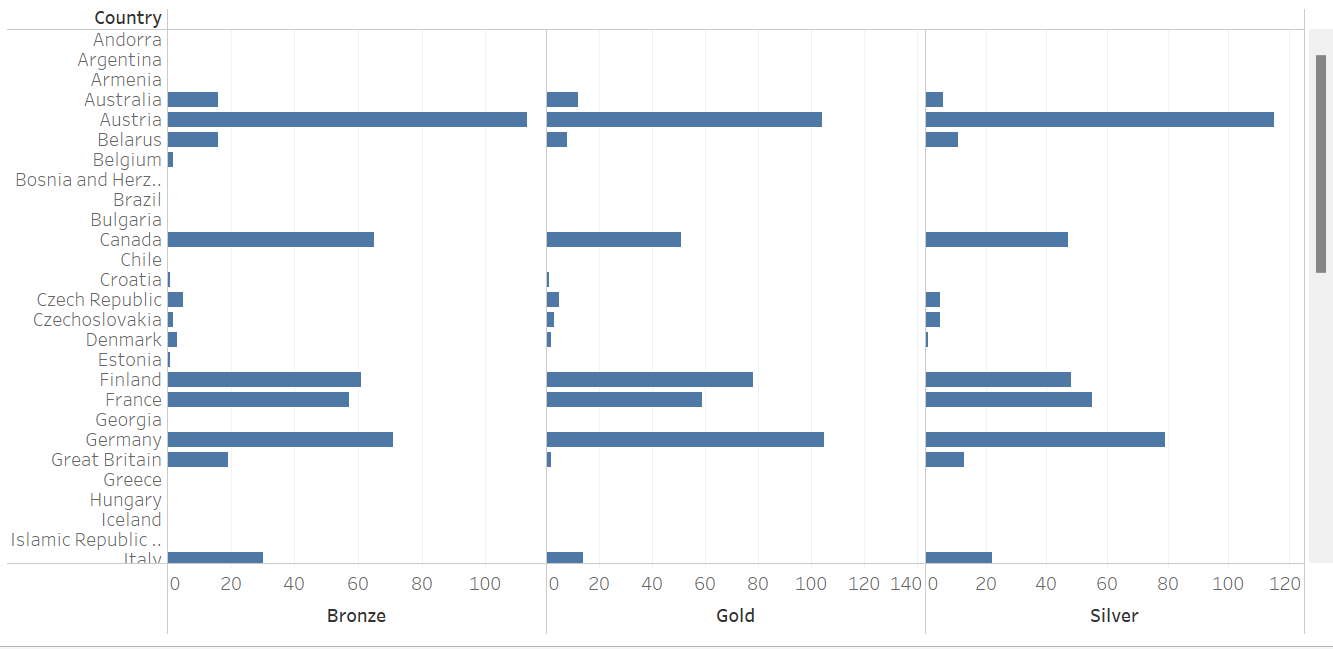 Country
Andorra
Argentina
Armenia
Australia
Austria
Belarus
Belgium
Bosnia and Herz..
Brazil
Bulgaria
Canada
Chile
Croatia
Czech Republic
Czechoslovakia
Denmark
Estonia
Finland
France
Georgia
Germany
Great Britain
Greece
Hungary
Iceland
Islamic Republic ..
Italy
0 20 40 60 80 100 0 20 40 60 80 100 120 140 0 20 40 60 80 100 120
Bronze Gold Silver